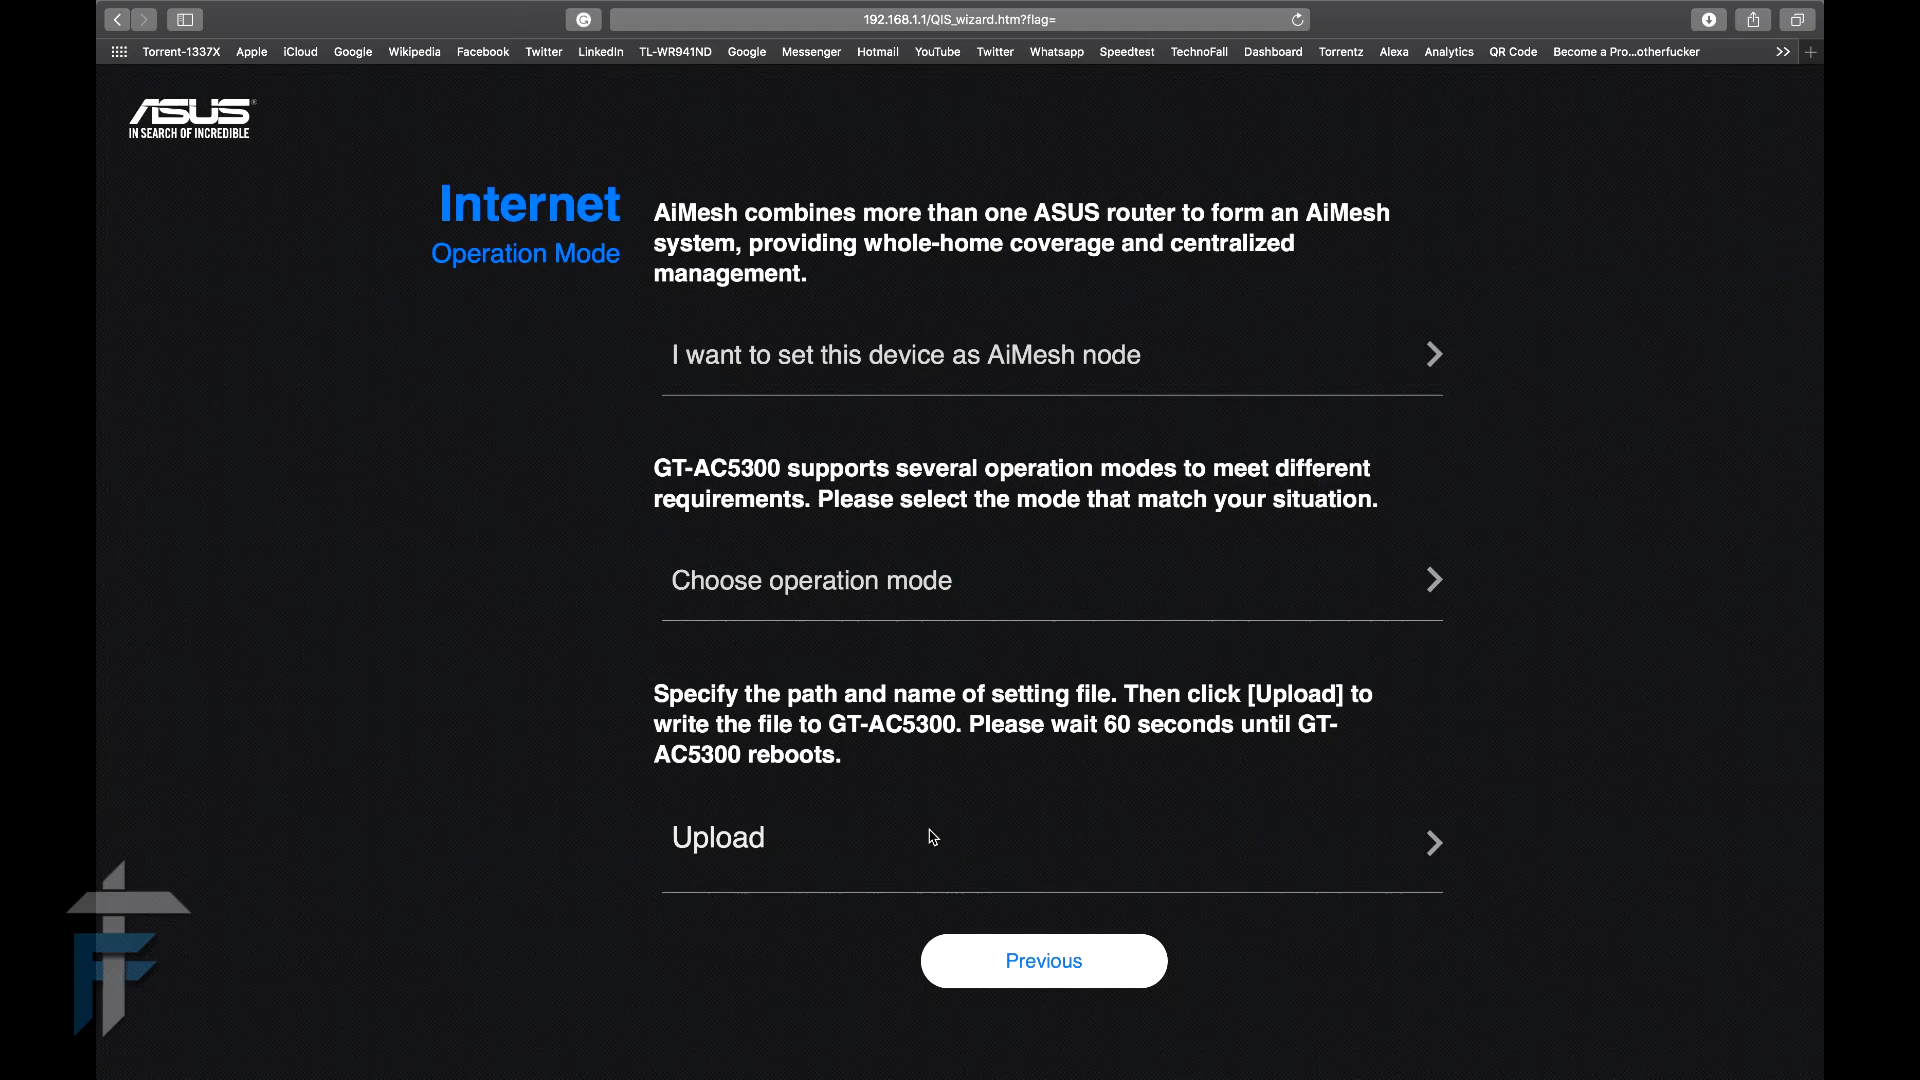 192.168.1.1/QIS_wizard.htm?flag=
Torrent-1337X Apple iCloud Google Wikipedia Facebook Twitter LinkedIn TL-WR941ND Google Messenger Hotmail YouTube Twitter Whatsapp Speedtest TechnoFall Dashboard Torrentz Alexa Analytics QR Code Become a Pro...otherfucker
ASUS
IN SEARCH OF INCREDIBLE
Internet
Operation Mode
AiMesh combines more than one ASUS router to form an AiMesh
system, providing whole-home coverage and centralized
management.
I want to set this device as AiMesh node
GT-AC5300 supports several operation modes to meet different
requirements. Please select the mode that match your situation.
Choose operation mode
Specify the path and name of setting file. Then click [Upload] to
write the file to GT-AC5300. Please wait 60 seconds until GT-
AC5300 reboots.
Upload
Previous